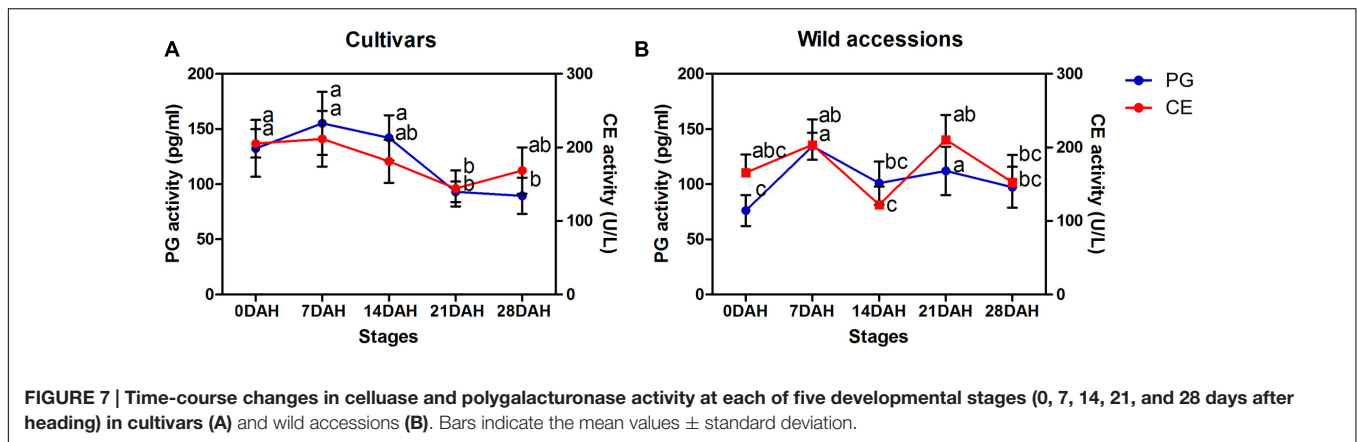 A
Cultivars
200
150
100
50
0
PG activity (pg/ml)
300
200
100
0
CE activity (U/L)
a
a
a
a
a
ab
b
b
ab
b
0DAH 7DAH 14DAH 21DAH 28DAH
Stages
B
Wild accessions
200
150
100
50
0
PG activity (pg/ml)
300
200
100
0
CE activity (U/L)
abc
c
ab
a
bc
c
ab
a
bc
bc
0DAH 7DAH 14DAH 21DAH 28DAH
Stages
PG
CE
FIGURE 7 | Time-course changes in celluase and polygalacturonase activity at each of five developmental stages (0, 7, 14, 21, and 28 days after
heading) in cultivars (A) and wild accessions (B). Bars indicate the mean values ± standard deviation.